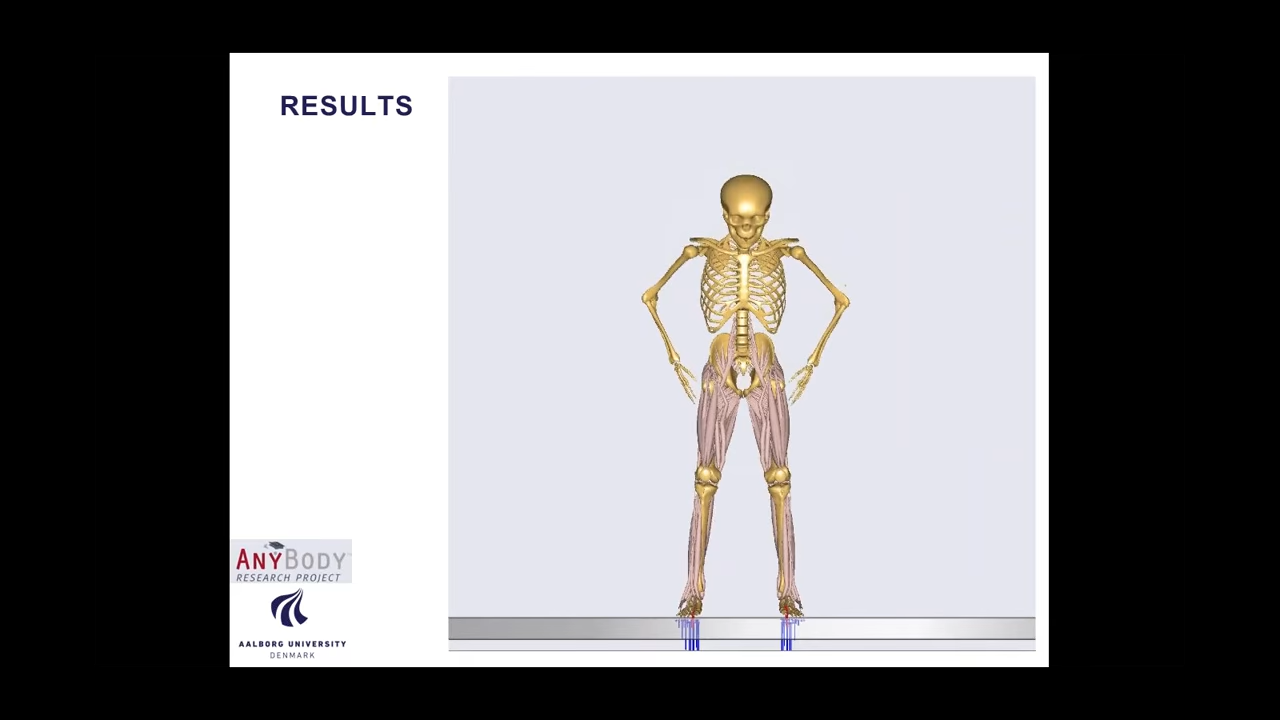 RESULTS
ANYBODY
RESEARCH PROJECT
AALBORG UNIVERSITY
DENMARK